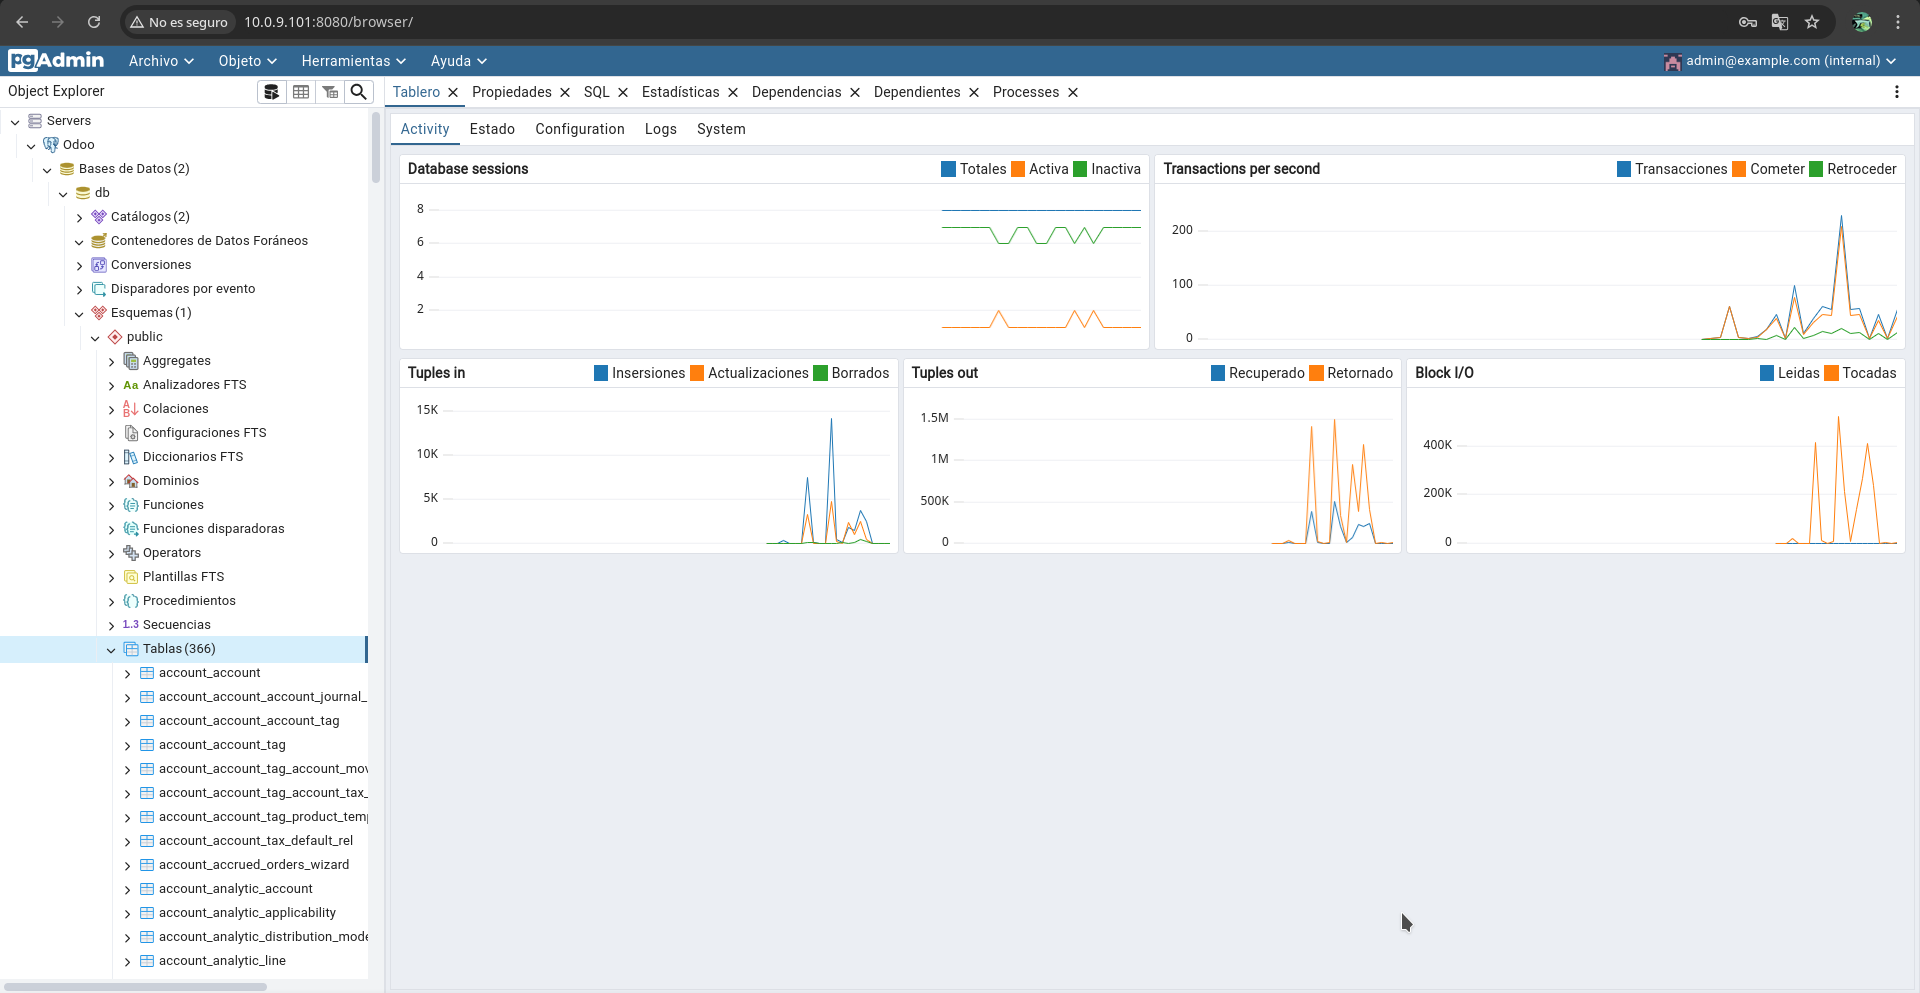 No es seguro 10.0.9.101:8080/browser/
pgAdmin Archivo Objeto Herramientas Ayuda admin@example.com (internal)
Object Explorer
Servers
Odoo
Bases de Datos (2)
db
Catálogos (2)
Contenedores de Datos Foráneos
Conversiones
Disparadores por evento
Esquemas (1)
public
Aggregates
Aa Analizadores FTS
Colaciones
Configuraciones FTS
Diccionarios FTS
Dominios
Funciones
Funciones disparadoras
Operators
Plantillas FTS
Procedimientos
1..3 Secuencias
Tablas (366)
account_account
account_account_account_journal_
account_account_account_tag
account_account_tag
account_account_tag_account_mov
account_account_tag_account_tax_
account_account_tag_product_temp
account_account_tax_default_rel
account_accrued_orders_wizard
account_analytic_account
account_analytic_applicability
account_analytic_distribution_mode
account_analytic_line
Tablero Propiedades SQL Estadísticas Dependencias Dependientes Processes
Activity Estado Configuration Logs System
Database sessions Totales Activa Inactiva
8
6
4
2
Transactions per second Transacciones Cometer Retroceder
200
100
0
Tuples in Insersiones Actualizaciones Borrados
15K
10K
5K
0
Tuples out Recuperado Retornado
1.5M
1M
500K
0
Block I/O Leidas Tocadas
400K
200K
0